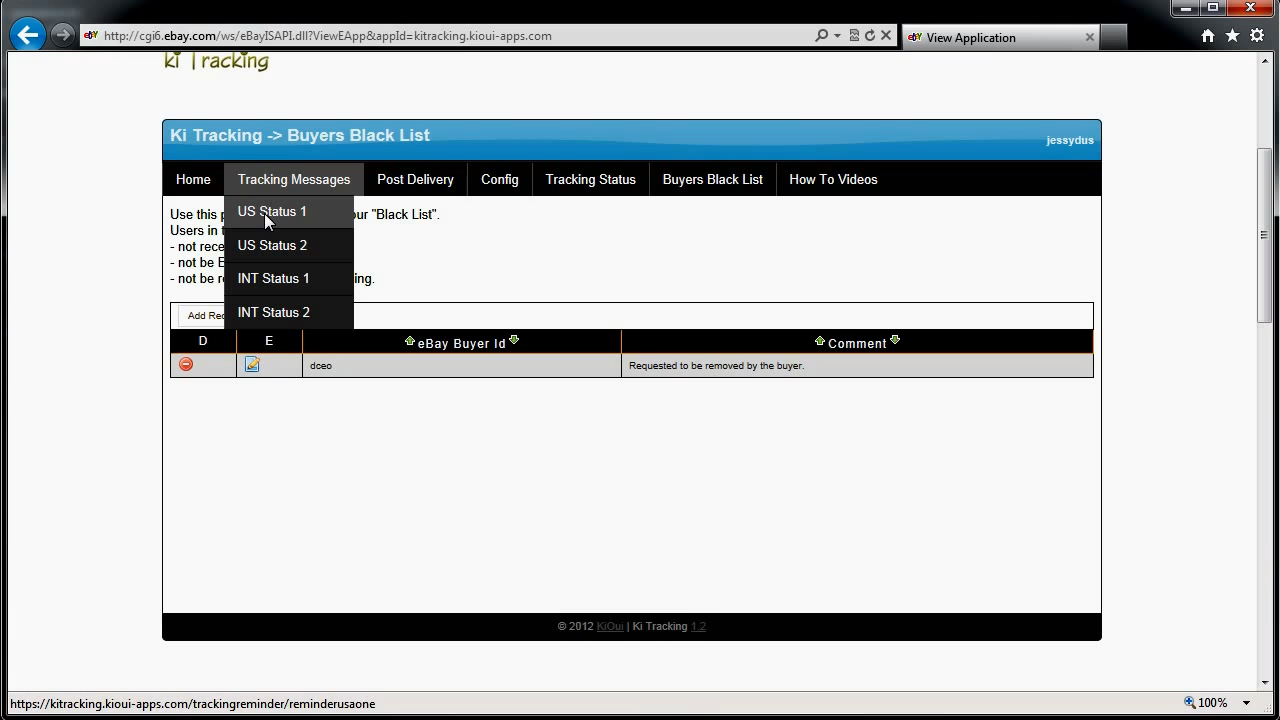 http://cgi6.ebay.com/ws/eBayISAPI.dll?ViewEApp&appId=kitracking.kioui-apps.com
View Application
ki Tracking
Ki Tracking -> Buyers Black List
jessydus
Home Tracking Messages Post Delivery Config Tracking Status Buyers Black List How To Videos
US Status 1
US Status 2
INT Status 1
INT Status 2
Use this p our "Black List".
Users in t
- not rece
- not be E
- not be r ing.
Add Rec
D E eBay Buyer Id Comment
dceo Requested to be removed by the buyer.
© 2012 KiOui | Ki Tracking 1.2
https://kitracking.kioui-apps.com/trackingreminder/reminderusaone
100%